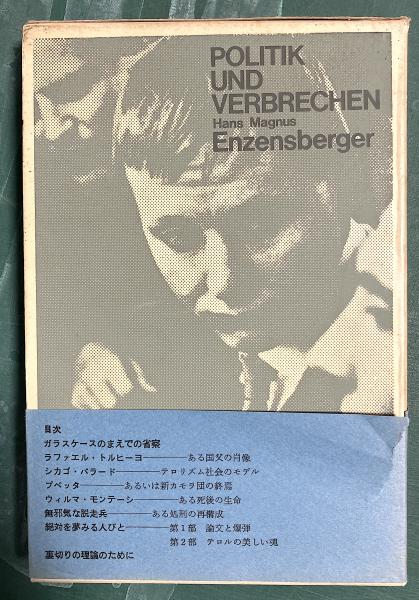 POLITIK
UND
VERBRECHEN
Hans Magnus
Enzensberger
目次
ガラスケースのまえでの省察
ラファエル・トルヒーヨ────ある国父の肖像
シカゴ・バラード────テロリズム社会のモデル
プペッタ────あるいは新カモラ団の終焉
ウィルマ・モンテーシ────ある死後の生命
無邪気な脱走兵────ある処刑の再構成
絶対を夢みる人びと────第1部 論文と爆弾
第2部 テロルの美しい魂
裏切りの理論のために